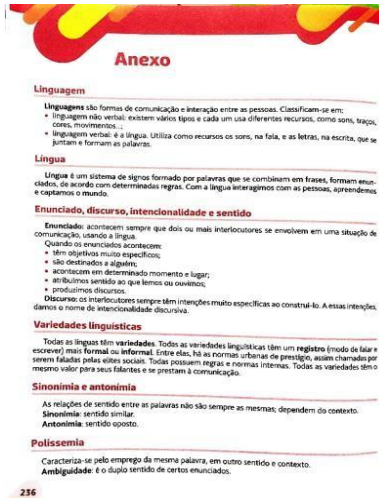 Anexo
Linguagem
Linguagens são formas de comunicação e interação entre as pessoas. Classificam-se em:
• linguagem não verbal: existem vários tipos e cada um usa diferentes recursos, como sons, traços,
cores, movimentos...;
• linguagem verbal: é a língua. Utiliza como recursos os sons, na fala, e as letras, na escrita, que se
juntam e formam as palavras.
Língua
Língua é um sistema de signos formado por palavras que se combinam em frases, formam enun-
ciados, de acordo com determinadas regras. Com a língua interagimos com as pessoas, aprendemos
e captamos o mundo.
Enunciado, discurso, intencionalidade e sentido
Enunciado: acontecem sempre que dois ou mais interlocutores se envolvem em uma situação de
comunicação, usando a língua.
Quando os enunciados acontecem:
• têm objetivos muito específicos;
• são destinados a alguém;
• acontecem em determinado momento e lugar;
• atribuímos sentido ao que lemos ou ouvimos;
• produzimos discursos.
Discurso: os interlocutores sempre têm intenções muito específicas ao construí-lo. A essas intenções,
damos o nome de intencionalidade discursiva.
Variedades linguísticas
Todas as línguas têm variedades. Todas as variedades linguísticas têm um registro (modo de falar e
escrever) mais formal ou informal. Entre elas, há as normas urbanas de prestígio, assim chamadas por
serem faladas pelas elites sociais. Todas possuem regras e normas internas. Todas as variedades têm o
mesmo valor para seus falantes e se prestam à comunicação.
Sinonímia e antonímia
As relações de sentido entre as palavras não são sempre as mesmas; dependem do contexto.
Sinonímia: sentido similar.
Antonímia: sentido oposto.
Polissemia
Caracteriza-se pelo emprego da mesma palavra, em outro sentido e contexto.
Ambiguidade: é o duplo sentido de certos enunciados.
236